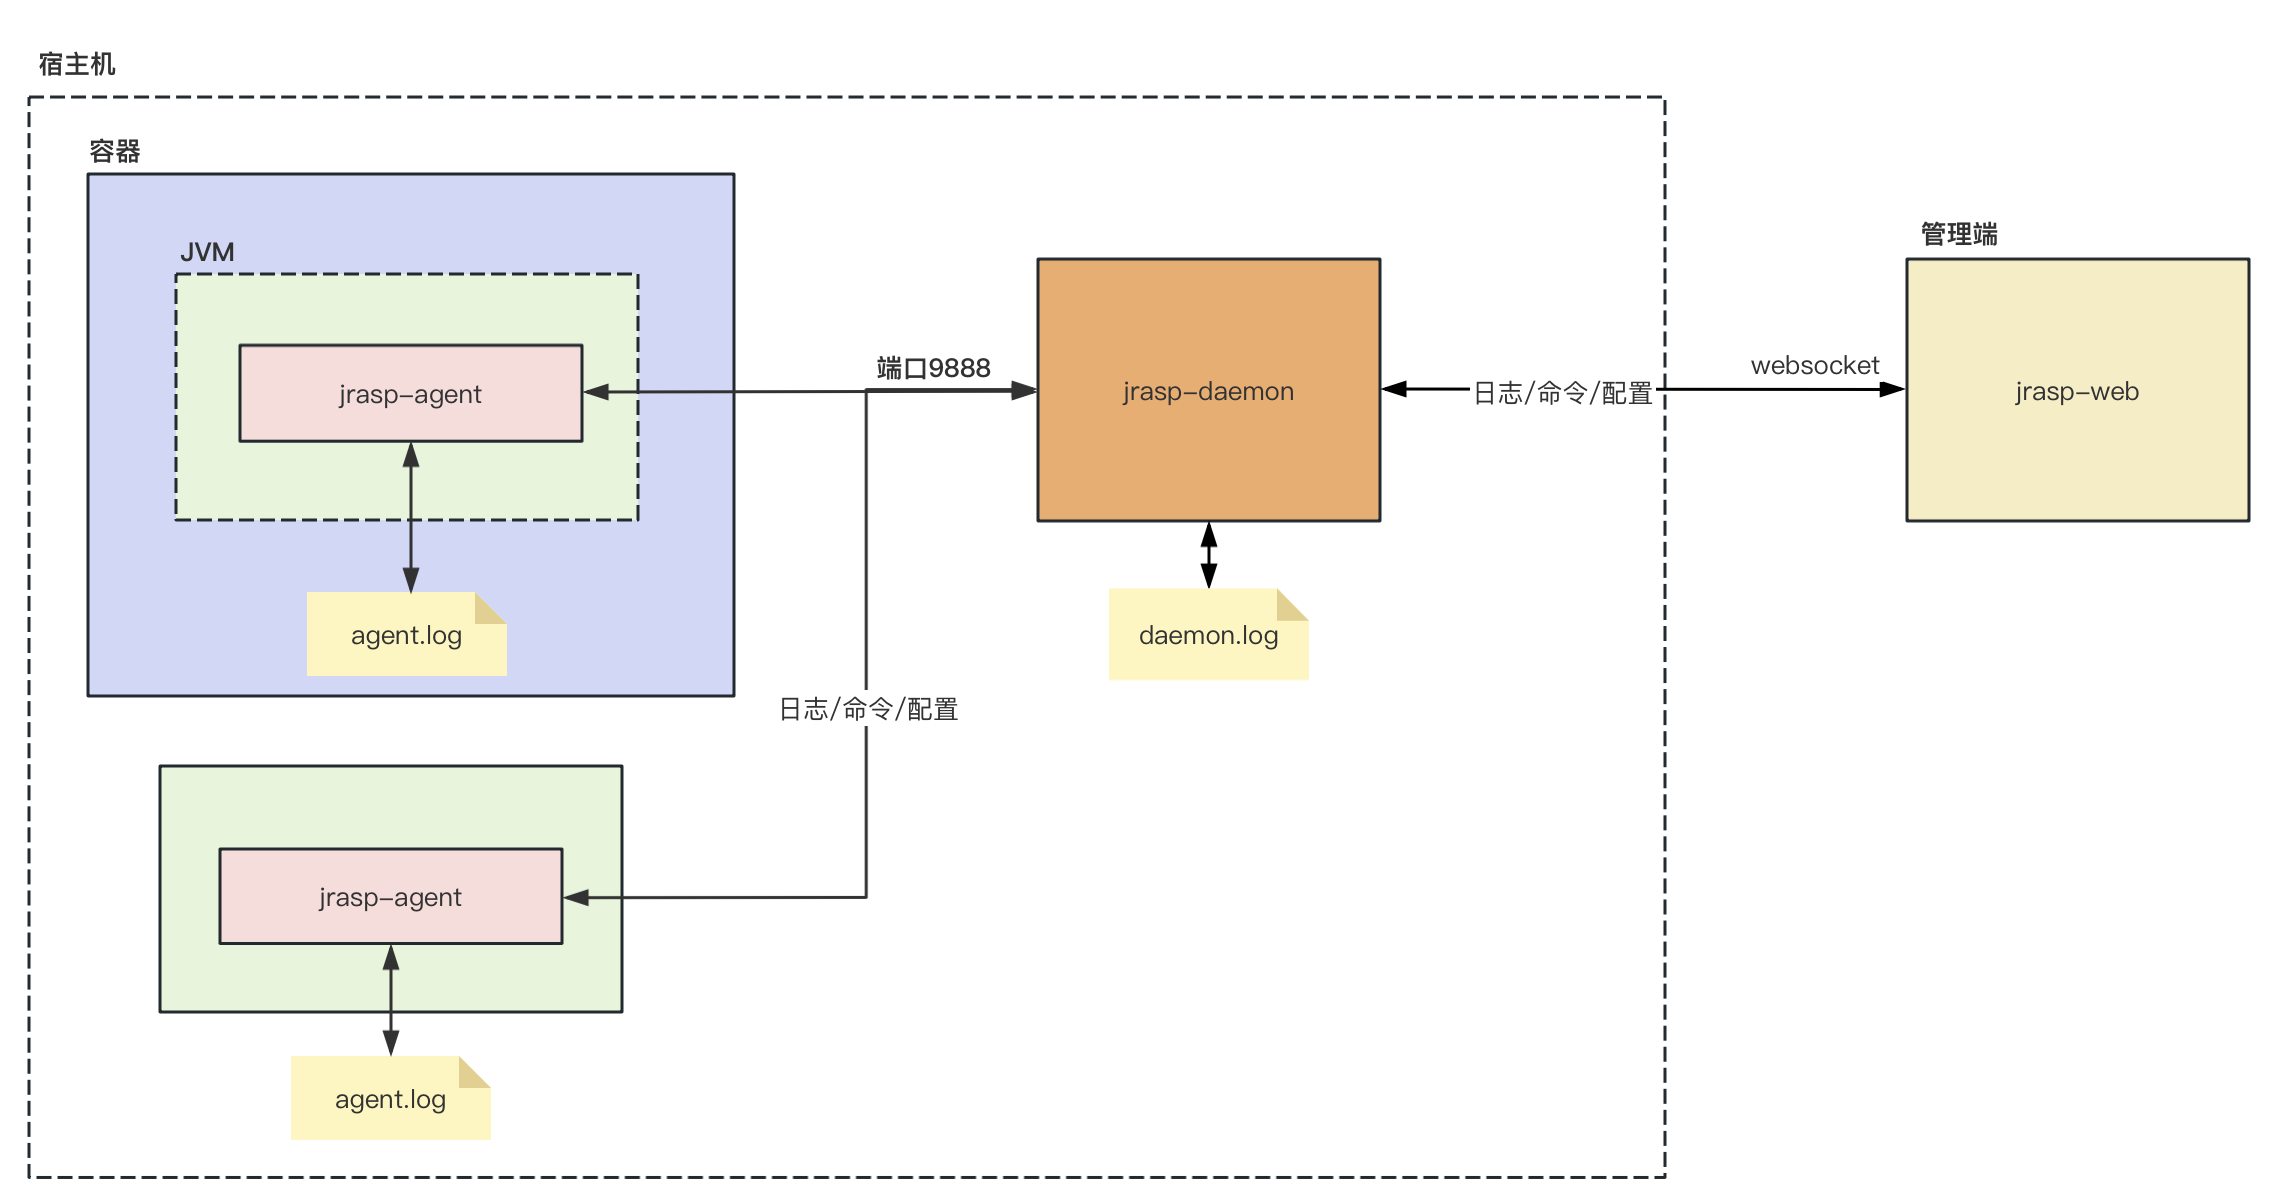 宿主机
容器
JVM
jrasp-agent
agent.log
端口9888
jrasp-daemon
daemon.log
日志/命令/配置
websocket
管理端
jrasp-web
日志/命令/配置
jrasp-agent
agent.log